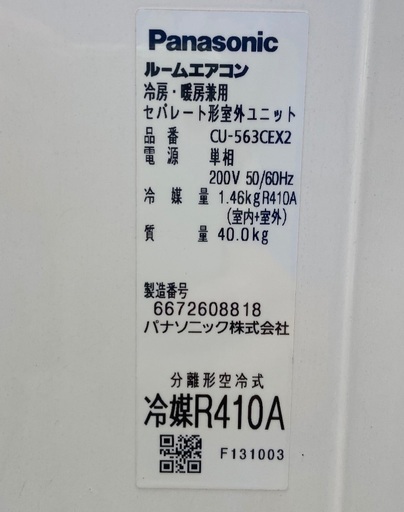 Panasonic
ルームエアコン
冷房・暖房兼用
セパレート形室外ユニット
品番 CU-563CEX2
電源 単相
200V 50/60Hz
冷媒量 1.46kgR410A
(室内+室外)
質量 40.0kg
製造番号
6672608818
パナソニック株式会社
分離形空冷式
冷媒R410A
F131003